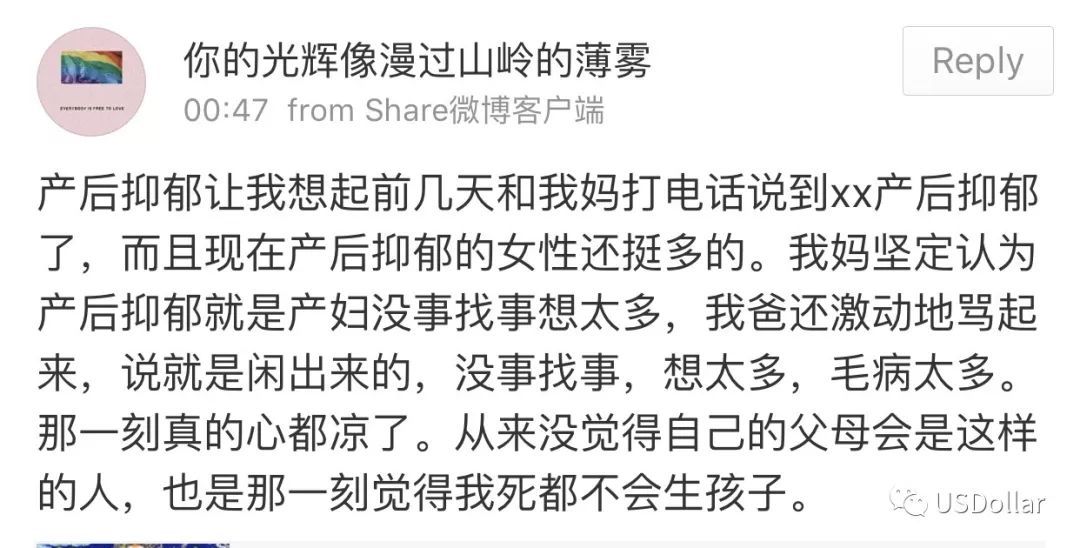 你的光辉像漫过山岭的薄雾
Reply
00:47 from Share微博客户端
EVERYBODY IS FREE TO LOVE
产后抑郁让我想起前几天和我妈打电话说到xx产后抑郁
了，而且现在产后抑郁的女性还挺多的。我妈坚定认为
产后抑郁就是产妇没事找事想太多，我爸还激动地骂起
来，说就是闲出来的，没事找事，想太多，毛病太多。
那一刻真的心都凉了。从来没觉得自己的父母会是这样
的人，也是那一刻觉得我死都不会生孩子。
USDollar